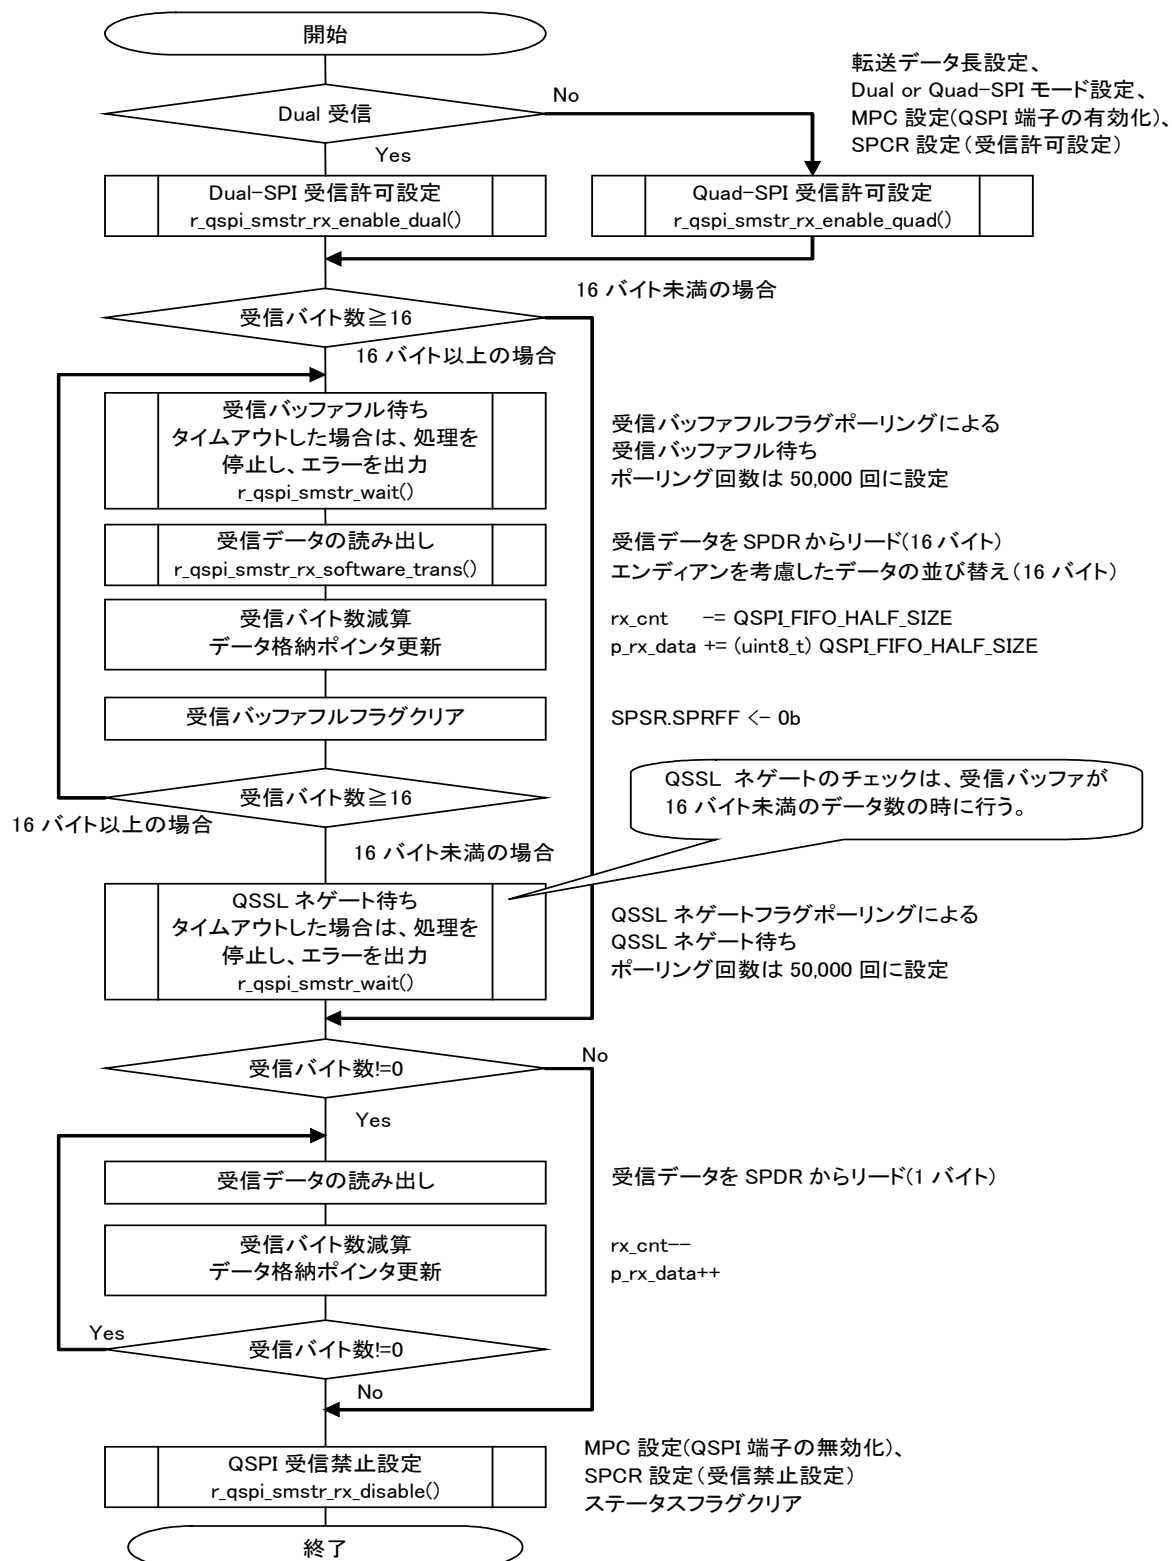 開始
転送データ長設定、
Dual or Quad-SPI モード設定、
MPC 設定(QSPI 端子の有効化)、
SPCR 設定(受信許可設定)
Dual 受信
No
Yes
Dual-SPI 受信許可設定
r_qspi_smstr_rx_enable_dual()
Quad-SPI 受信許可設定
r_qspi_smstr_rx_enable_quad()
16 バイト未満の場合
受信バイト数≧16
16 バイト以上の場合
受信バッファフル待ち
タイムアウトした場合は、処理を
停止し、エラーを出力
r_qspi_smstr_wait()
受信バッファフルフラグポーリングによる
受信バッファフル待ち
ポーリング回数は 50,000 回に設定
受信データの読み出し
r_qspi_smstr_rx_software_trans()
受信データを SPDR からリード(16 バイト)
エンディアンを考慮したデータの並び替え(16 バイト)
受信バイト数減算
データ格納ポインタ更新
rx_cnt -= QSPI_FIFO_HALF_SIZE
p_rx_data += (uint8_t) QSPI_FIFO_HALF_SIZE
受信バッファフルフラグクリア
SPSR.SPRFF <- 0b
QSSL ネゲートのチェックは、受信バッファが
16 バイト未満のデータ数の時に行う。
受信バイト数≧16
16 バイト以上の場合
16 バイト未満の場合
QSSL ネゲート待ち
タイムアウトした場合は、処理を
停止し、エラーを出力
r_qspi_smstr_wait()
QSSL ネゲートフラグポーリングによる
QSSL ネゲート待ち
ポーリング回数は 50,000 回に設定
受信バイト数!=0
No
Yes
受信データの読み出し
受信データを SPDR からリード(1 バイト)
受信バイト数減算
データ格納ポインタ更新
rx_cnt--
p_rx_data++
Yes
受信バイト数!=0
No
QSPI 受信禁止設定
r_qspi_smstr_rx_disable()
MPC 設定(QSPI 端子の無効化)、
SPCR 設定(受信禁止設定)
ステータスフラグクリア
終了